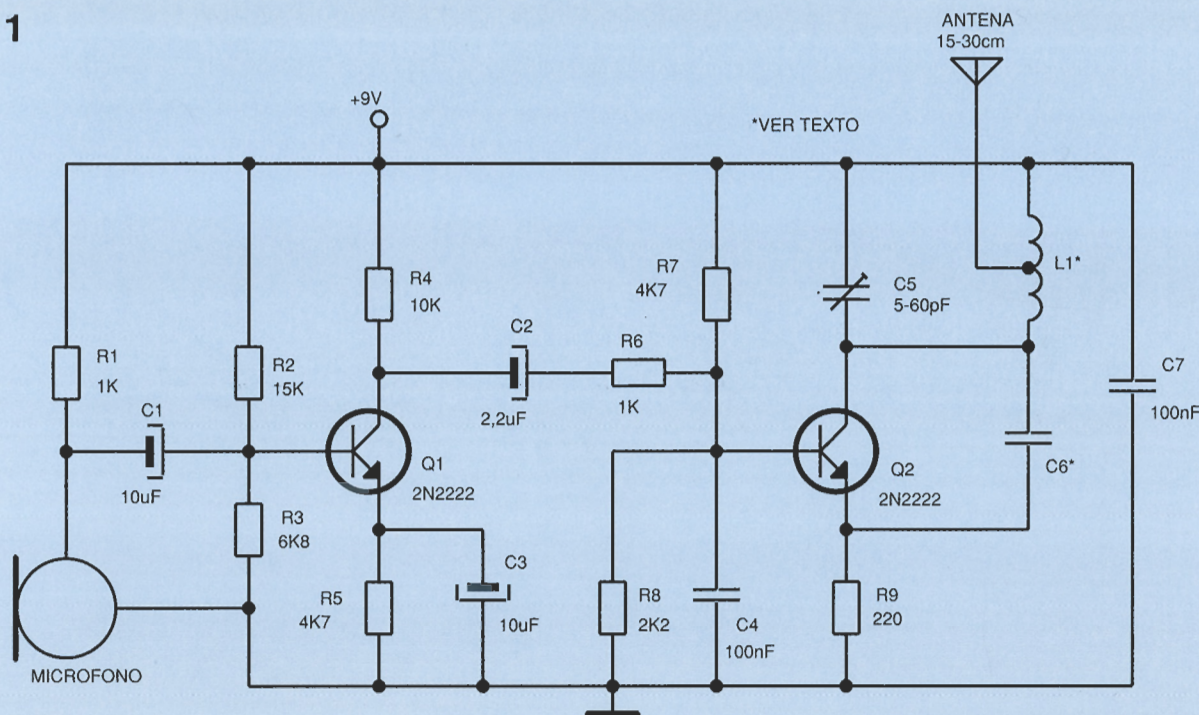 1
ANTENA
15-30cm
+9V
*VER TEXTO
R4
10K
R7
4K7
C5
5-60pF
L1*
R1
1K
C1
10uF
R2
15K
C2
2,2uF
R6
1K
C7
100nF
Q1
2N2222
Q2
2N2222
C6*
R3
6K8
C3
10uF
R5
4K7
R8
2K2
C4
100nF
R9
220
MICROFONO